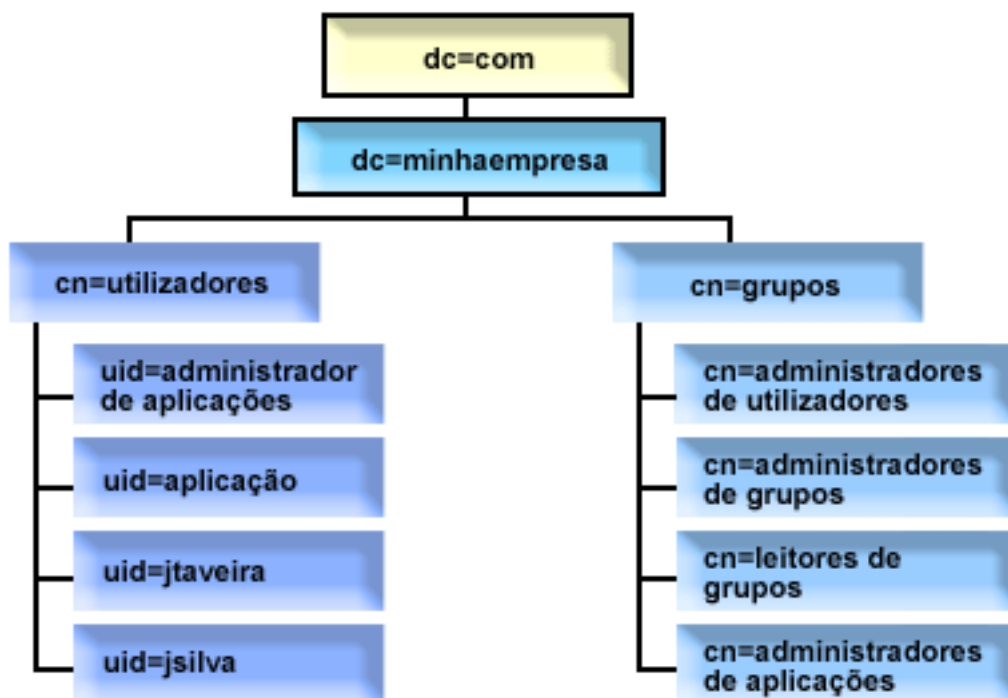 dc=com
dc=minhaempresa
cn=utilizadores
uid=administrador
de aplicações
uid=aplicação
uid=jtaveira
uid=jsilva
cn=grupos
cn=administradores
de utilizadores
cn=administradores
de grupos
cn=leitores de
grupos
cn=administradores
de aplicações